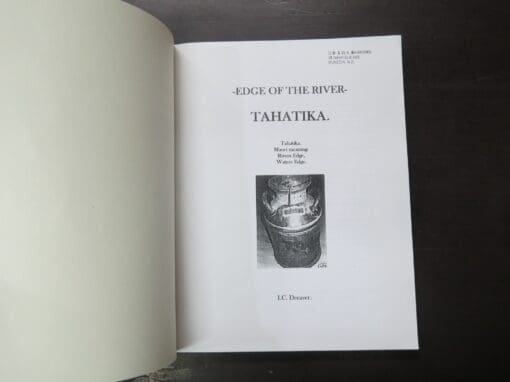 -EDGE OF THE RIVER-
TAHATIKA.
Tahatika.
Maori meaning:
Rivers Edge,
Waters Edge.
I.C. Dreaver.